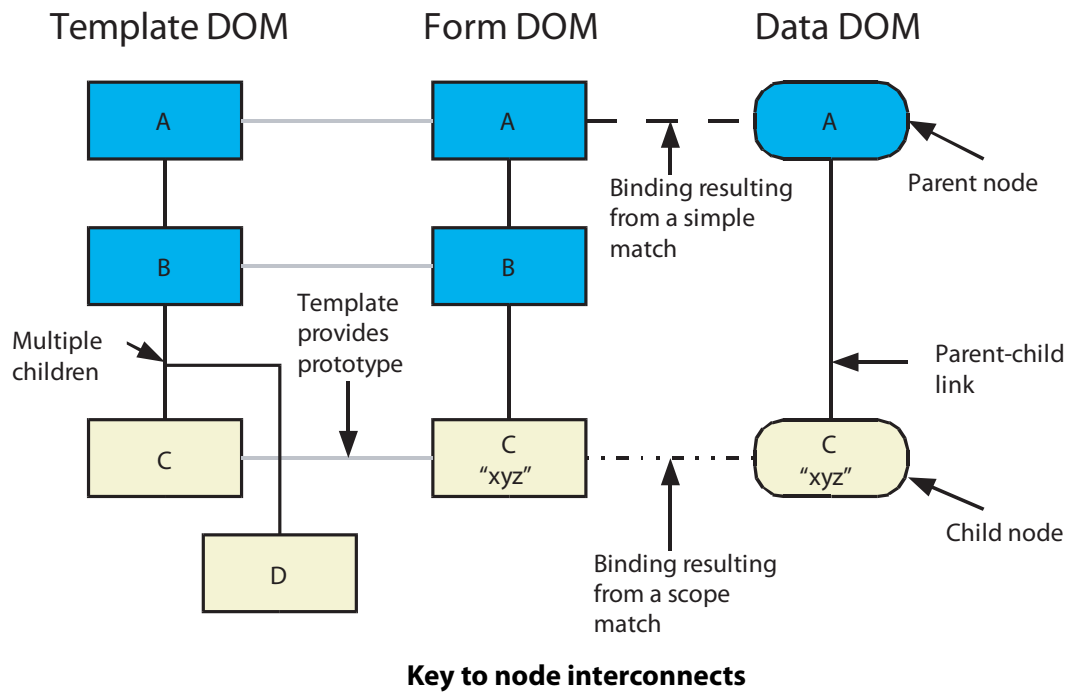 Template DOM
Form DOM
Data DOM
A
A
A
Binding resulting
from a simple
match
Parent node
B
B
Template
provides
prototype
Multiple
children
Parent-child
link
C
C
“xyz”
C
“xyz”
Child node
D
Binding resulting
from a scope
match
Key to node interconnects